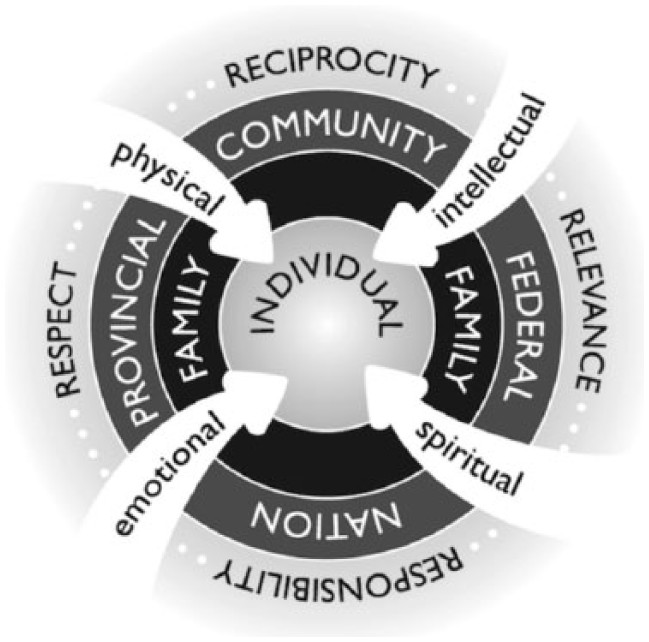 RECIPROCITY
COMMUNITY
physical
intellectual
INDIVIDUAL
PROVINCIAL
FAMILY
FAMILY
FEDERAL
RESPECT
RELEVANCE
emotional
spiritual
NATION
RESPONSIBILITY